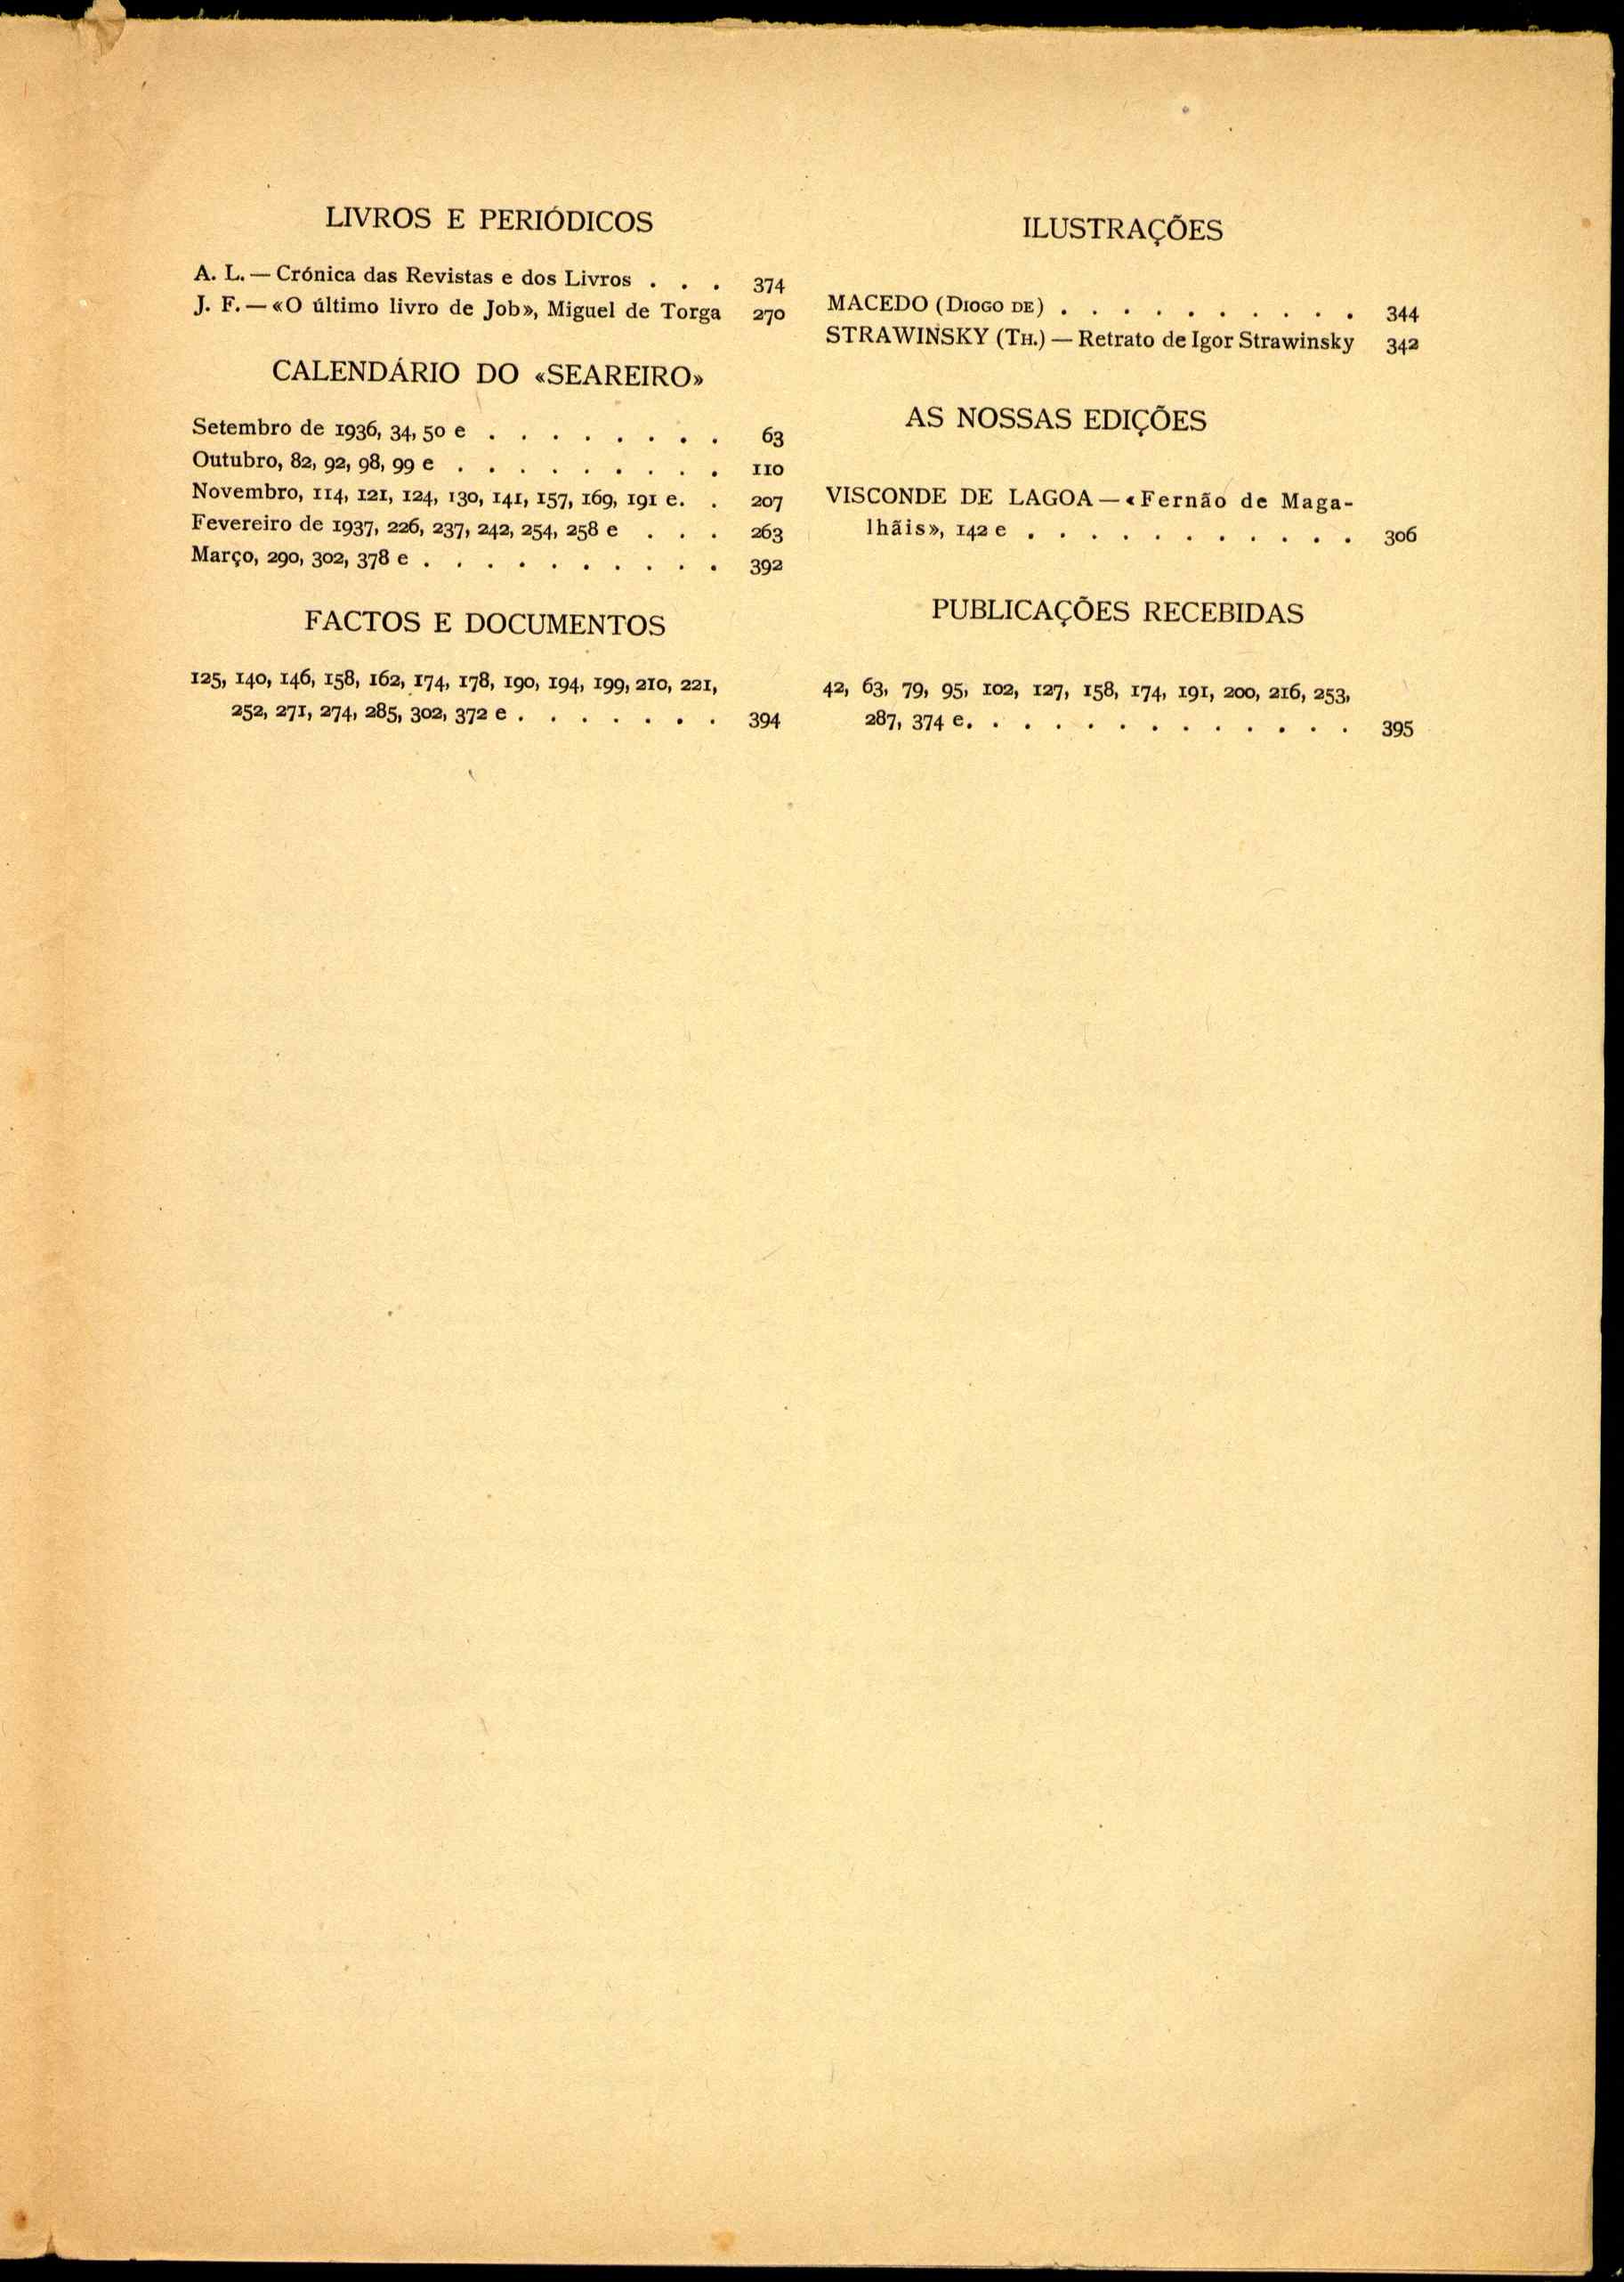 LIVROS E PERIÓDICOS
A. L. — Crónica das Revistas e dos Livros . . . 374
J. F. — «O último livro de Job», Miguel de Torga 270
CALENDÁRIO DO «SEAREIRO»
Setembro de 1936, 34, 50 e . . . . . . . . 63
Outubro, 82, 92, 98, 99 e . . . . . . . . . 110
Novembro, 114, 121, 124, 130, 141, 157, 169, 191 e. . 207
Fevereiro de 1937, 226, 237, 242, 254, 258 e . . . 263
Março, 290, 302, 378 e . . . . . . . . . . 392
FACTOS E DOCUMENTOS
125, 140, 146, 158, 162, 174, 178, 190, 194, 199, 210, 221,
252, 271, 274, 285, 302, 372 e . . . . . . . 394
ILUSTRAÇÕES
MACEDO (DIOGO DE) . . . . . . . . . . 344
STRAWINSKY (TH.) — Retrato de Igor Strawinsky 342
AS NOSSAS EDIÇÕES
VISCONDE DE LAGOA — «Fernão de Maga-
lhãis», 142 e . . . . . . . . . . . 306
PUBLICAÇÕES RECEBIDAS
42, 63, 79, 95, 102, 127, 158, 174, 191, 200, 216, 253,
287, 374 e. . . . . . . . . . . . . 395